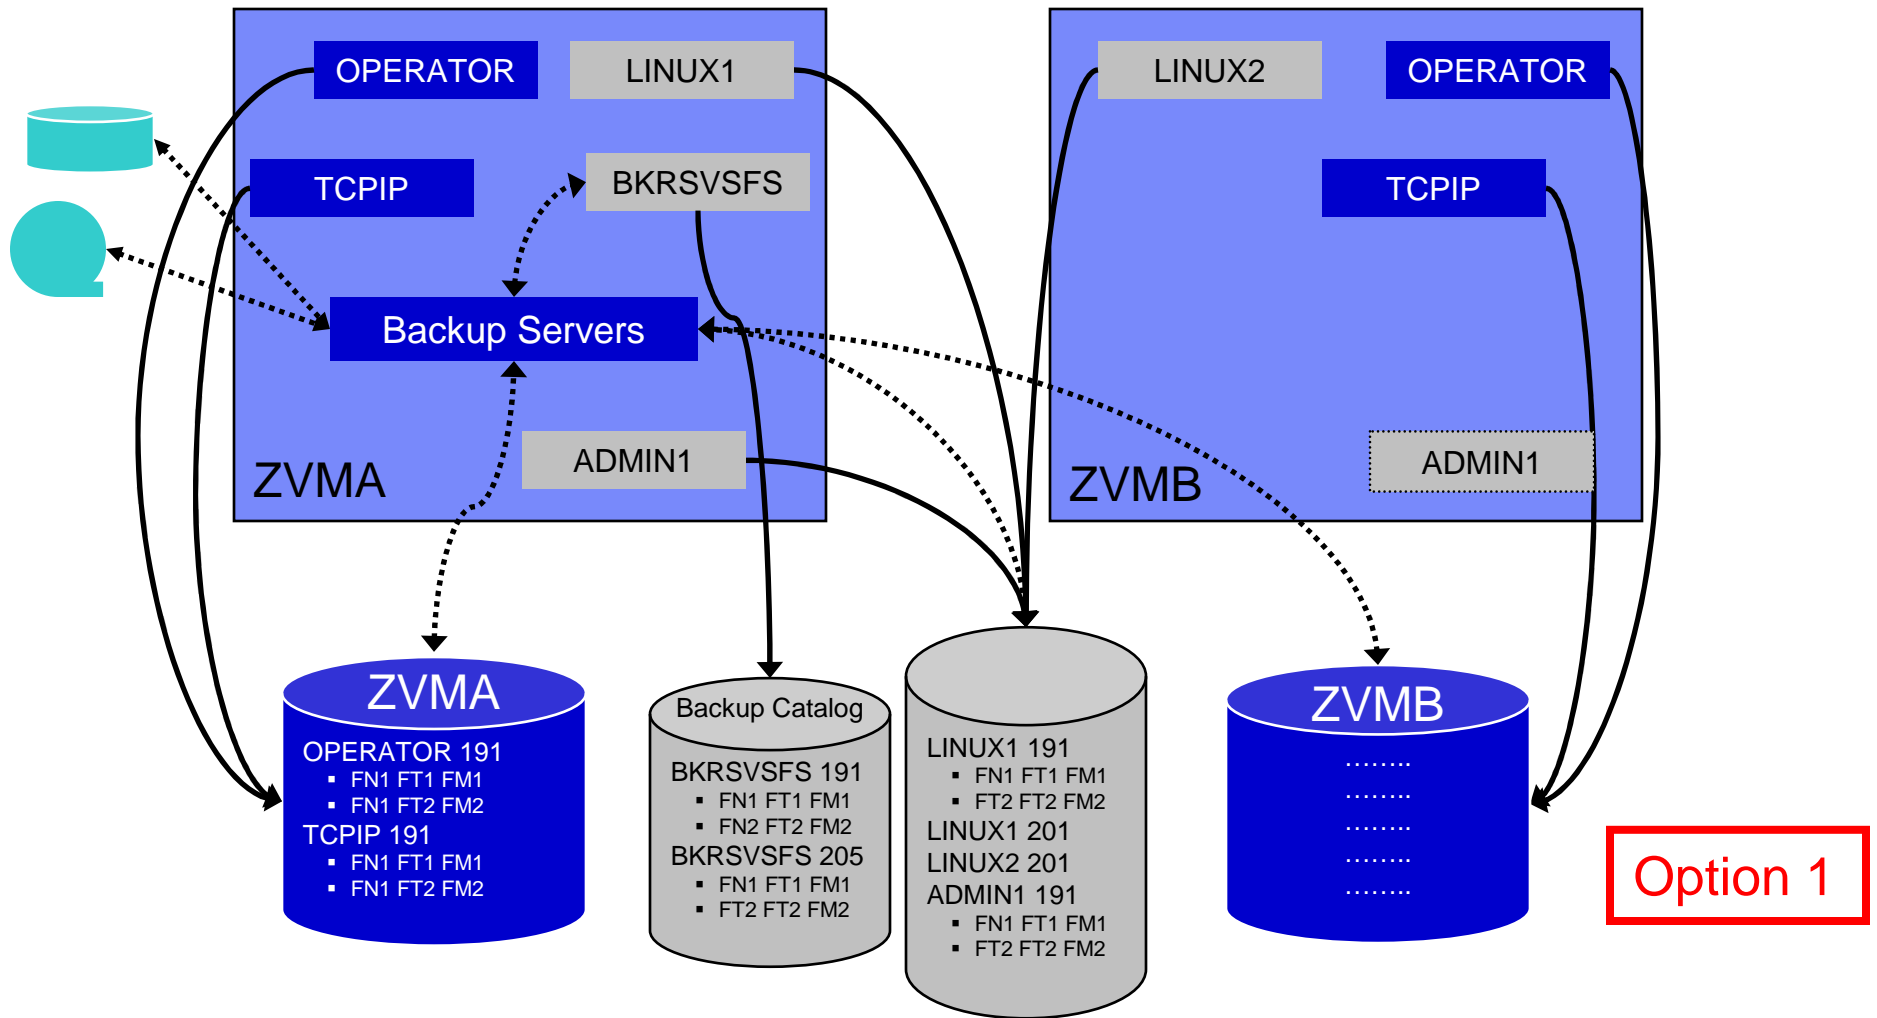 OPERATOR
LINUX1
TCPIP
BKRSVSFS
Backup Servers
ADMIN1
ZVMA
LINUX2
OPERATOR
TCPIP
ADMIN1
ZVMB
ZVMA
OPERATOR 191
▪ FN1 FT1 FM1
▪ FN1 FT2 FM2
TCPIP 191
▪ FN1 FT1 FM1
▪ FN1 FT2 FM2
Backup Catalog
BKRSVSFS 191
▪ FN1 FT1 FM1
▪ FN2 FT2 FM2
BKRSVSFS 205
▪ FN1 FT1 FM1
▪ FT2 FT2 FM2
LINUX1 191
▪ FN1 FT1 FM1
▪ FT2 FT2 FM2
LINUX1 201
LINUX2 201
ADMIN1 191
▪ FN1 FT1 FM1
▪ FT2 FT2 FM2
ZVMB
........
........
........
........
........
Option 1